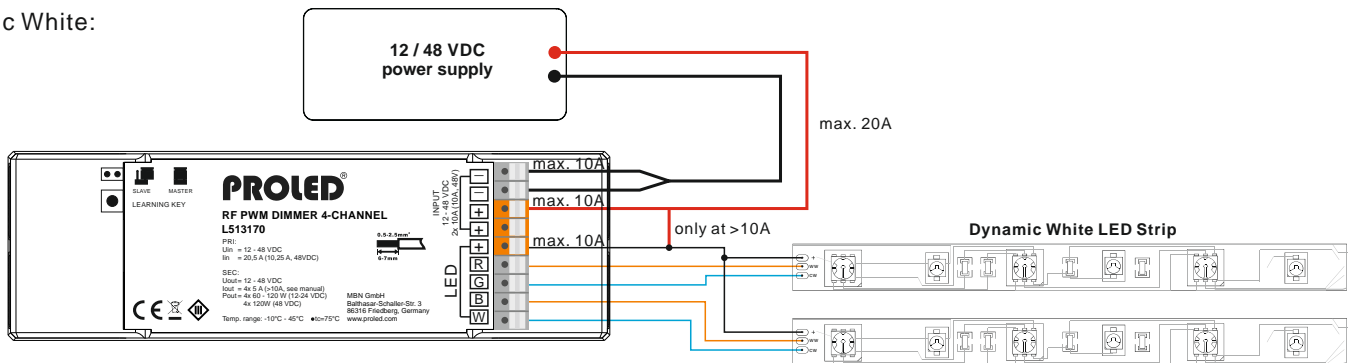 c White:
12 / 48 VDC
power supply
max. 20A
max. 10A
max. 10A
only at >10A
max. 10A
SLAVE MASTER
LEARNING KEY
PROLED®
RF PWM DIMMER 4-CHANNEL
L513170
PRI:
Uin = 12 - 48 VDC
Iin = 20,5 A (10,25 A, 48VDC)
SEC:
Uout = 12 - 48 VDC
Iout = 4x 5 A (>10A, see manual)
Pout = 4x 60 - 120 W (12-24 VDC)
4x 120W (48 VDC)
Temp. range: -10°C - 45°C ●tc=75°C
0.5-2.5mm²
6-7mm
MBN GmbH
Balthasar-Schaller-Str. 3
86316 Friedberg, Germany
www.proled.com
CE
III
INPUT
12 - 48 VDC
2x 10A (10A, 48V)
−
−
+
+
+
LED
R
G
B
W
Dynamic White LED Strip
+
ww
cw
+
ww
cw